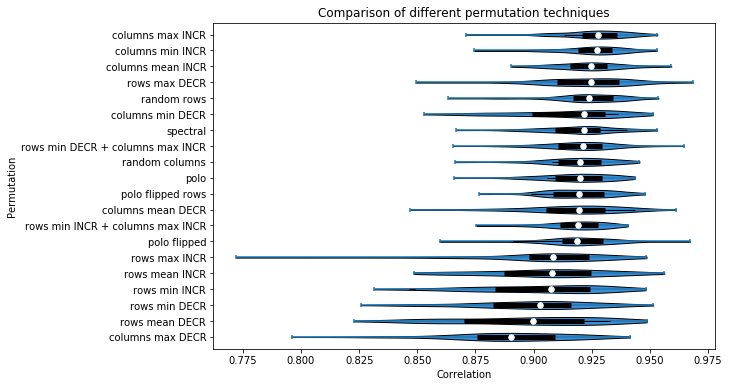 Comparison of different permutation techniques
Permutation
columns max INCR
columns min INCR
columns mean INCR
rows max DECR
random rows
columns min DECR
spectral
rows min DECR + columns max INCR
random columns
polo
polo flipped rows
columns mean DECR
rows min INCR + columns max INCR
polo flipped
rows max INCR
rows mean INCR
rows min INCR
rows min DECR
rows mean DECR
columns max DECR
0.775 0.800 0.825 0.850 0.875 0.900 0.925 0.950 0.975
Correlation